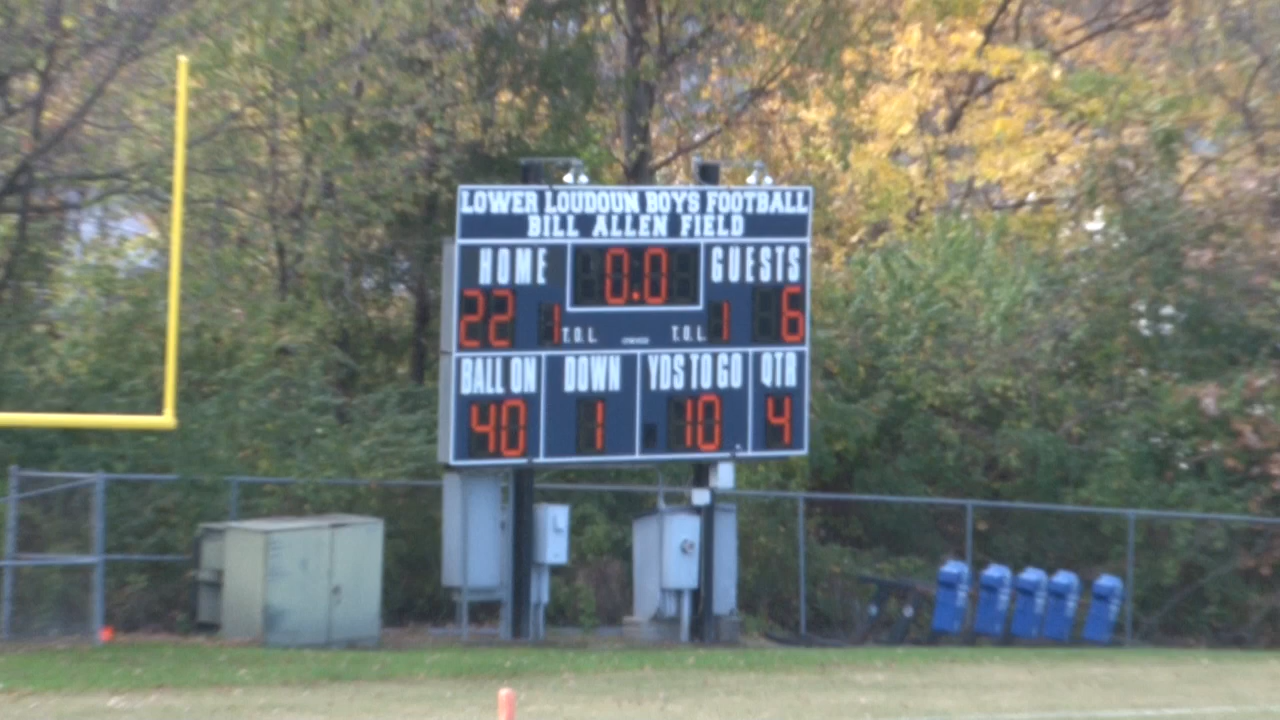 LOWER LOUDOUN BOYS FOOTBALL
BILL ALLEN FIELD
HOME 0.0 GUESTS
22 1 T.O.L. T.O.L. 1 6
BALL ON DOWN YDS TO GO QTR
40 1 10 4